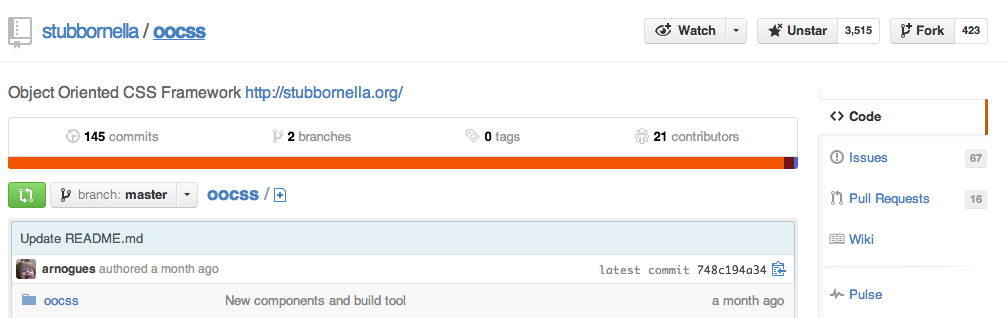 stubbornella / oocss Watch Unstar 3,515 Fork 423
Object Oriented CSS Framework http://stubbornella.org/
145 commits 2 branches 0 tags 21 contributors
branch: master oocss /
Update README.md
arnogues authored a month ago latest commit 748c194a34
oocss New components and build tool a month ago
Code
Issues 67
Pull Requests 16
Wiki
Pulse